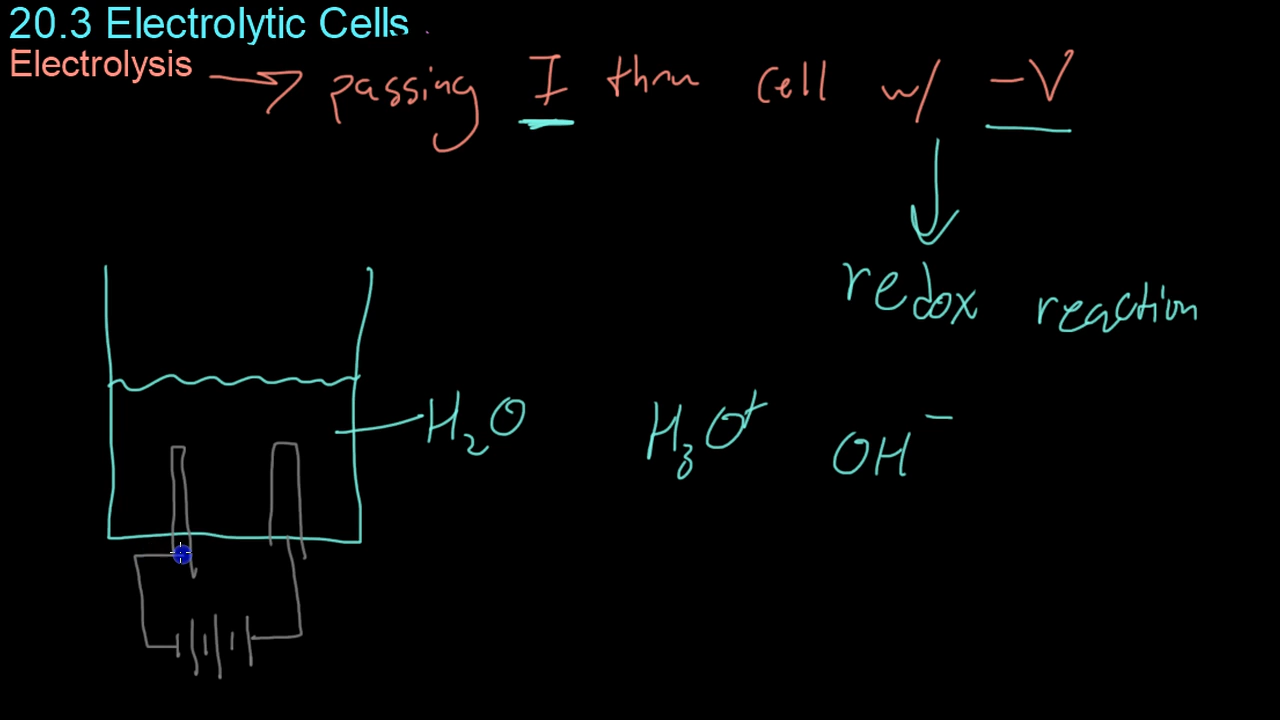 20.3 Electrolytic Cells
Electrolysis → passing I thru cell w/ -V
redox reaction
H₂O H₃O⁺ OH⁻